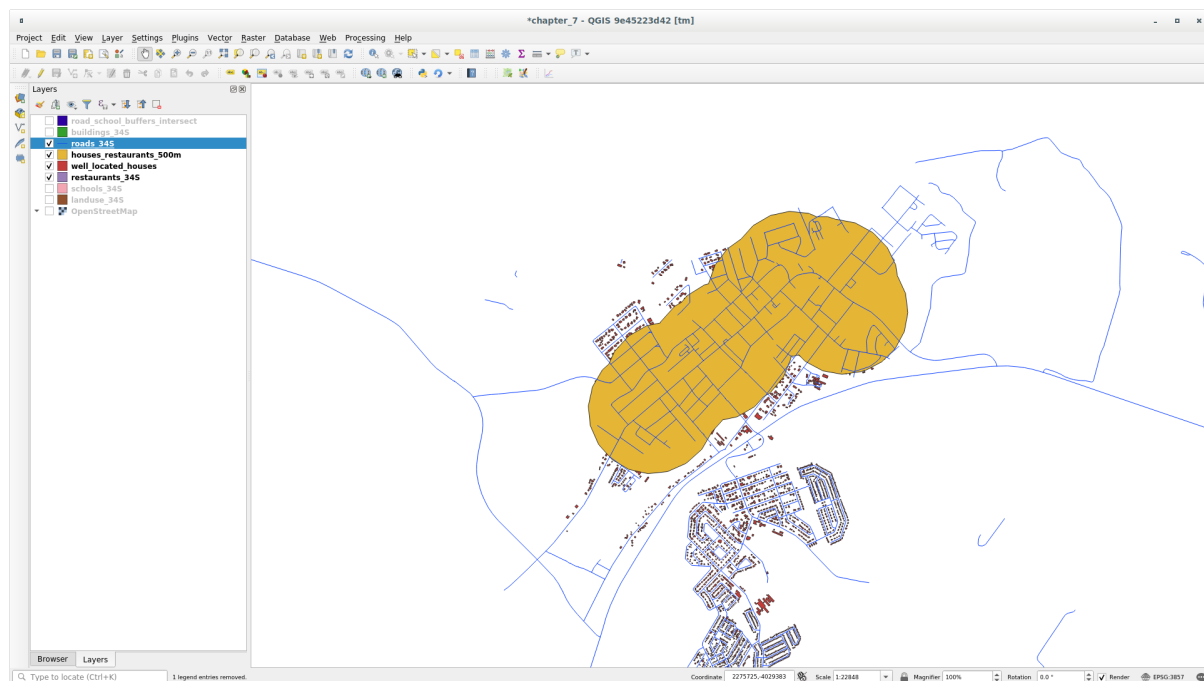 *chapter_7 - QGIS 9e45223d42 [tm]
Project Edit View Layer Settings Plugins Vector Raster Database Web Processing Help
Layers
road_school_buffers_intersect
buildings_34S
roads_34S
houses_restaurants_500m
well_located_houses
restaurants_34S
schools_34S
landuse_34S
OpenStreetMap
Browser Layers
Type to locate (Ctrl+K) 1 legend entries removed. Coordinate 2275725,-4029383 Scale 1:22848 Magnifier 100% Rotation 0.0 ° Render EPSG:3857